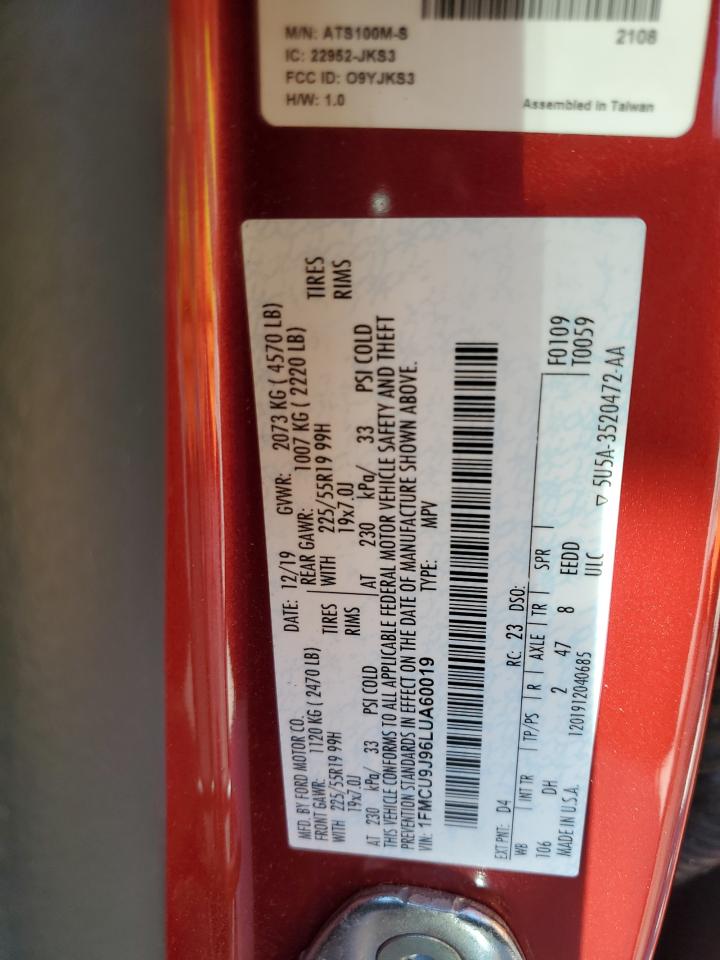 M/N: ATS100M-S 2108
IC: 22952-JKS3
FCC ID: O9YJKS3
H/W: 1.0 Assembled in Taiwan
MFD. BY FORD MOTOR CO. DATE: 12/19 GVWR: 2073 KG ( 4570 LB)
FRONT GAWR: 1120 KG ( 2470 LB) REAR GAWR: 1007 KG ( 2220 LB)
WITH 225/55R19 99H TIRES WITH 225/55R19 99H TIRES
19x7.0J RIMS 19x7.0J RIMS
AT 230 kPa/ 33 PSI COLD AT 230 kPa/ 33 PSI COLD
THIS VEHICLE CONFORMS TO ALL APPLICABLE FEDERAL MOTOR VEHICLE SAFETY AND THEFT
PREVENTION STANDARDS IN EFFECT ON THE DATE OF MANUFACTURE SHOWN ABOVE.
VIN: 1FMCU9J96LUA60019 TYPE: MPV
EXT PNT: D4 RC: 23 DSO: F0109
WB INT TR TP/PS R AXLE TR SPR T0059
106 DH 2 47 8 EEDD
MADE IN U.S.A. 1201912040685 ULC ▽ 5U5A-3520472-AA